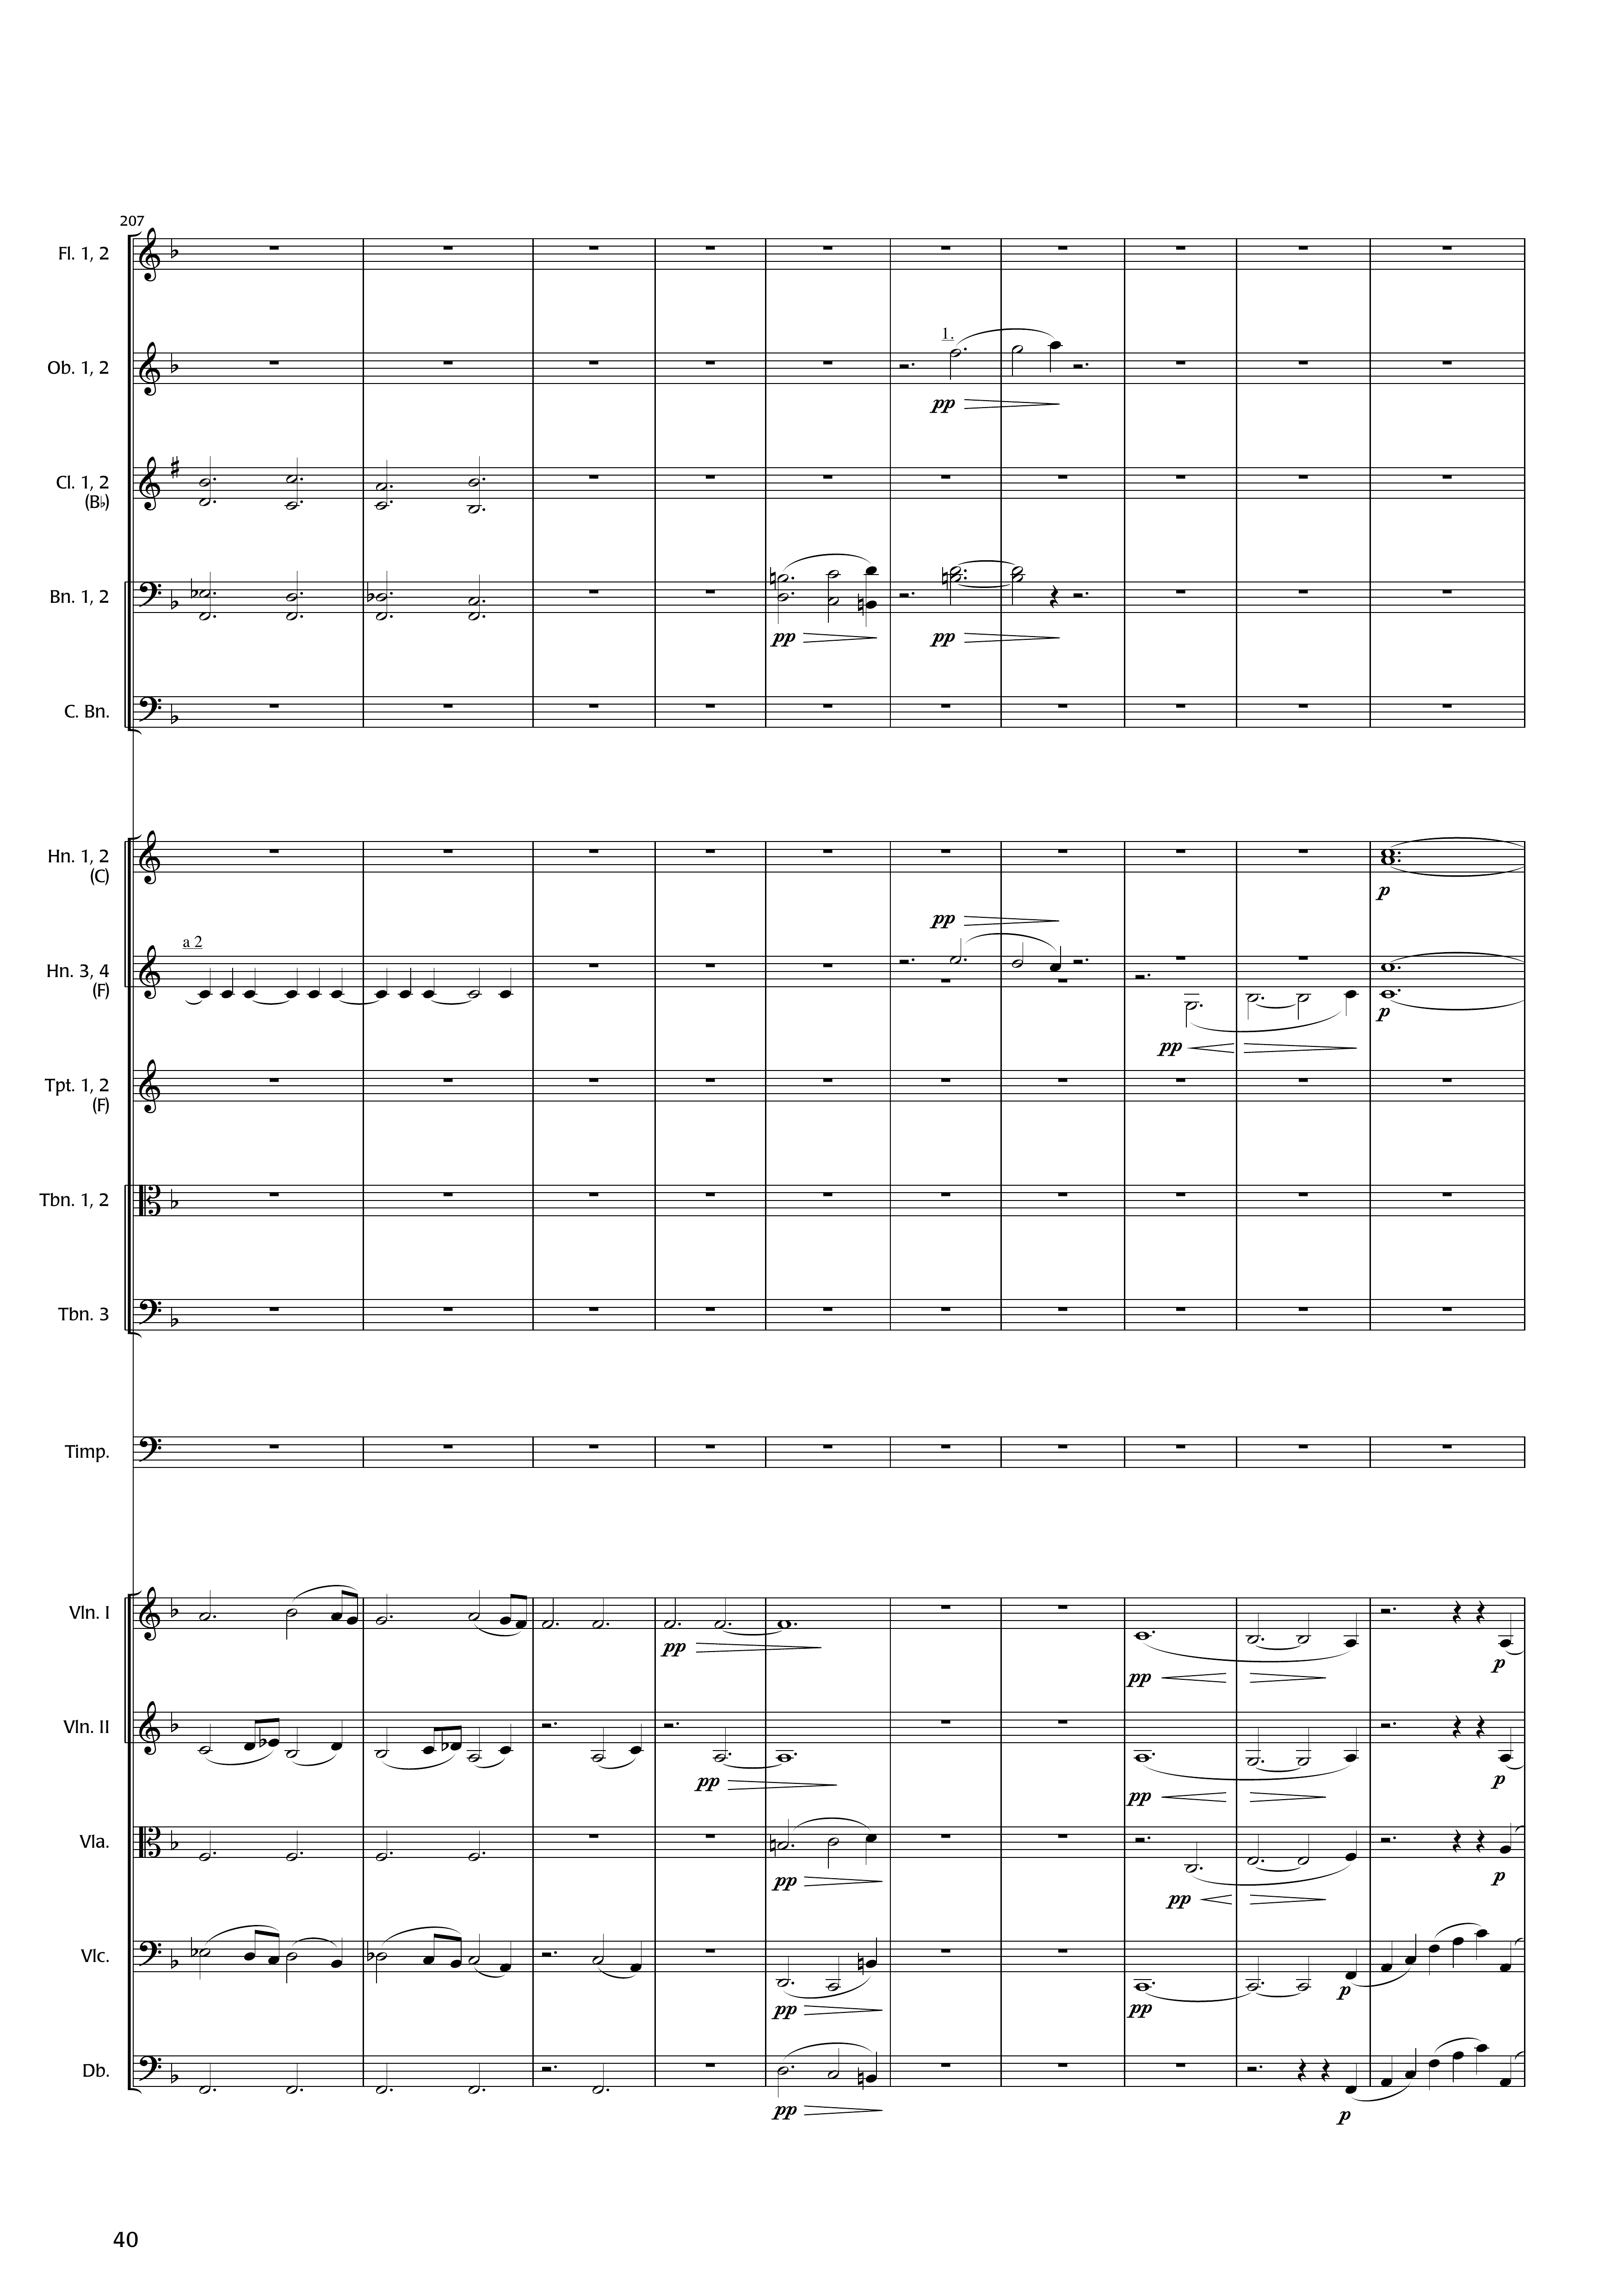 207
Fl. 1, 2
1.
Ob. 1, 2
pp
Cl. 1, 2
(B♭)
Bn. 1, 2
pp pp
C. Bn.
Hn. 1, 2
(C)
p
pp
a 2
Hn. 3, 4
(F)
p
pp
Tpt. 1, 2
(F)
Tbn. 1, 2
Tbn. 3
Timp.
Vln. I
pp
p
pp
Vln. II
pp
p
pp
Vla.
pp
p
pp
Vlc.
p
pp pp
Db.
pp p
40